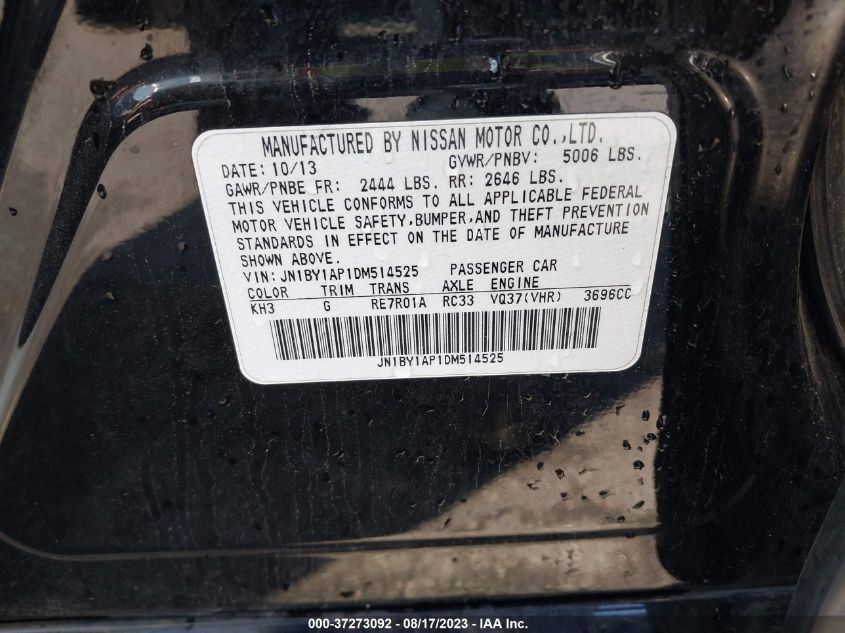 MANUFACTURED BY NISSAN MOTOR CO.,LTD.
DATE: 10/13 GVWR/PNBV: 5006 LBS.
GAWR/PNBE FR: 2444 LBS. RR: 2646 LBS.
THIS VEHICLE CONFORMS TO ALL APPLICABLE FEDERAL
MOTOR VEHICLE SAFETY,BUMPER,AND THEFT PREVENTION
STANDARDS IN EFFECT ON THE DATE OF MANUFACTURE
SHOWN ABOVE.
VIN: JN1BY1AP1DM514525 PASSENGER CAR
COLOR TRIM TRANS AXLE ENGINE
KH3 G RE7R01A RC33 VQ37(VHR) 3696CC
JN1BY1AP1DM514525
000-37273092 - 08/17/2023 - IAA Inc.